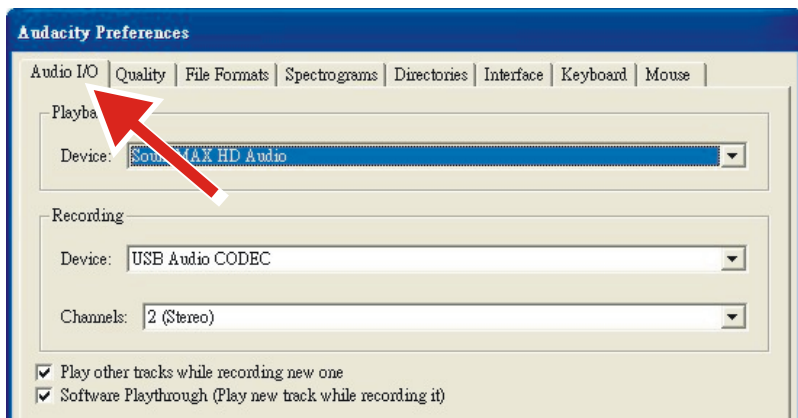 Audacity Preferences
Audio I/O Quality File Formats Spectrograms Directories Interface Keyboard Mouse
Device: HD Audio
Recording
Device: USB Audio CODEC
Channels: 2 (Stereo)
Play other tracks while recording new one
Software Playthrough (Play new track while recording it)